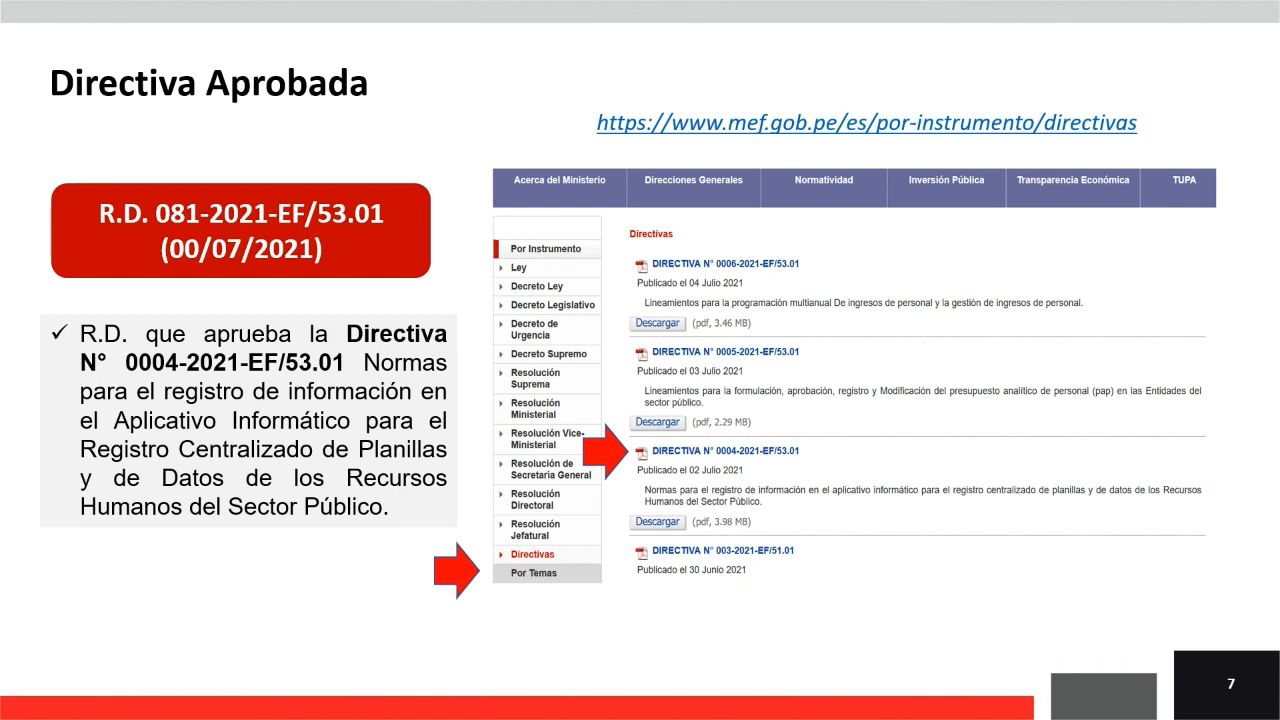 Directiva Aprobada
https://www.mef.gob.pe/es/por-instrumento/directivas
R.D. 081-2021-EF/53.01
(00/07/2021)
✓ R.D. que aprueba la Directiva
N° 0004-2021-EF/53.01 Normas
para el registro de información en
el Aplicativo Informático para el
Registro Centralizado de Planillas
y de Datos de los Recursos
Humanos del Sector Público.
Acerca del Ministerio
Direcciones Generales
Normatividad
Inversión Pública
Transparencia Económica
TUPA
Por Instrumento
Ley
Decreto Ley
Decreto Legislativo
Decreto de
Urgencia
Decreto Supremo
Resolución
Suprema
Resolución
Ministerial
Resolución Vice-
Ministerial
Resolución de
Secretaria General
Resolución
Directoral
Resolución
Jefatural
Directivas
Por Temas
Directivas
DIRECTIVA N° 0006-2021-EF/53.01
Publicado el 04 Julio 2021
Lineamientos para la programación multianual De ingresos de personal y la gestión de ingresos de personal.
Descargar (pdf, 3.46 MB)
DIRECTIVA N° 0005-2021-EF/53.01
Publicado el 03 Julio 2021
Lineamientos para la formulación, aprobación, registro y Modificación del presupuesto analítico de personal (pap) en las Entidades del
sector público.
Descargar (pdf, 2.29 MB)
DIRECTIVA N° 0004-2021-EF/53.01
Publicado el 02 Julio 2021
Normas para el registro de información en el aplicativo informático para el registro centralizado de planillas y de datos de los Recursos
Humanos del Sector Público.
Descargar (pdf, 3.98 MB)
DIRECTIVA N° 003-2021-EF/51.01
Publicado el 30 Junio 2021
7